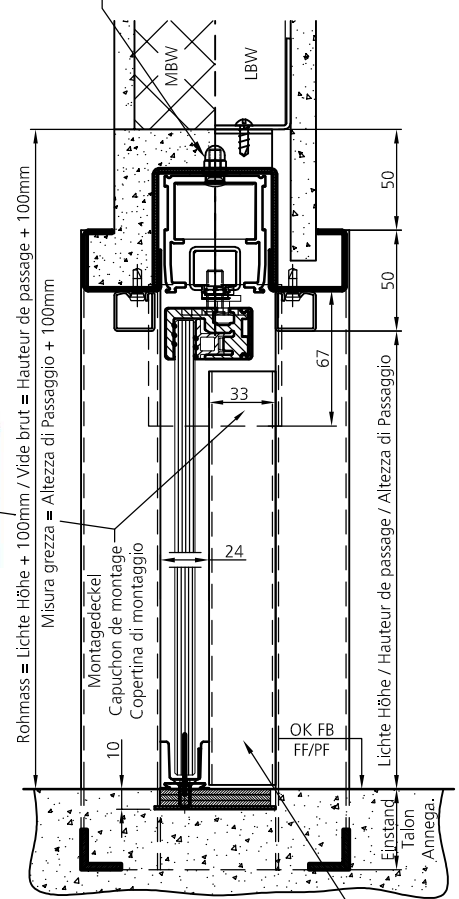 MBW
LBW
50
50
67
33
24
10
Rohmass = Lichte Höhe + 100mm / Vide brut = Hauteur de passage + 100mm
Misura grezza = Altezza di Passaggio + 100mm
Montagedeckel
Capuchon de montage
Copertina di montaggio
Lichte Höhe / Hauteur de passage / Altezza di Passaggio
OK FB
FF/PF
Einstand
Talon
Annega.